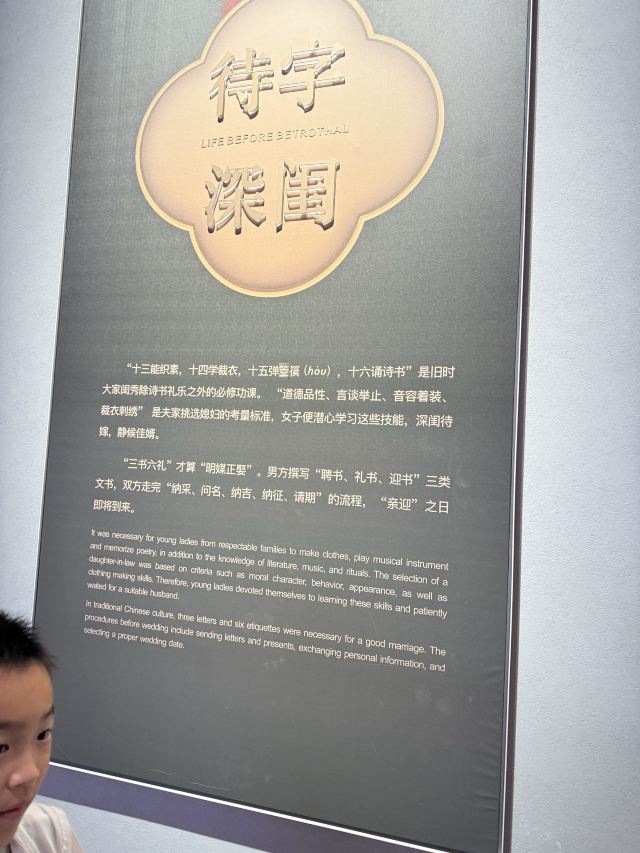 待字
LIFE BEFORE BETROTHAL
深闺
“十三能织素，十四学裁衣，十五弹箜篌（hóu），十六诵诗书”是旧时
大家闺秀除诗书礼乐之外的必修功课。“道德品性、言谈举止、音容着装、
裁衣刺绣”是夫家挑选媳妇的考量标准，女子便潜心学习这些技能，深闺待
嫁，静候佳婿。
“三书六礼”才算“明媒正娶”。男方撰写“聘书、礼书、迎书”三类
文书，双方走完“纳采、问名、纳吉、纳征、请期”的流程，“亲迎”之日
即将到来。
It was necessary for young ladies from respectable families to make clothes, play musical instrument
and memorize poetry, in addition to the knowledge of literature, music, and rituals. The selection of a
daughter-in-law was based on criteria such as moral character, behavior, appearance, as well as
clothing making skills. Therefore, young ladies devoted themselves to learning these skills and patiently
waited for a suitable husband.
In traditional Chinese culture, three letters and six etiquettes were necessary for a good marriage. The
procedures before wedding include sending letters and presents, exchanging personal information, and
selecting a proper wedding date.